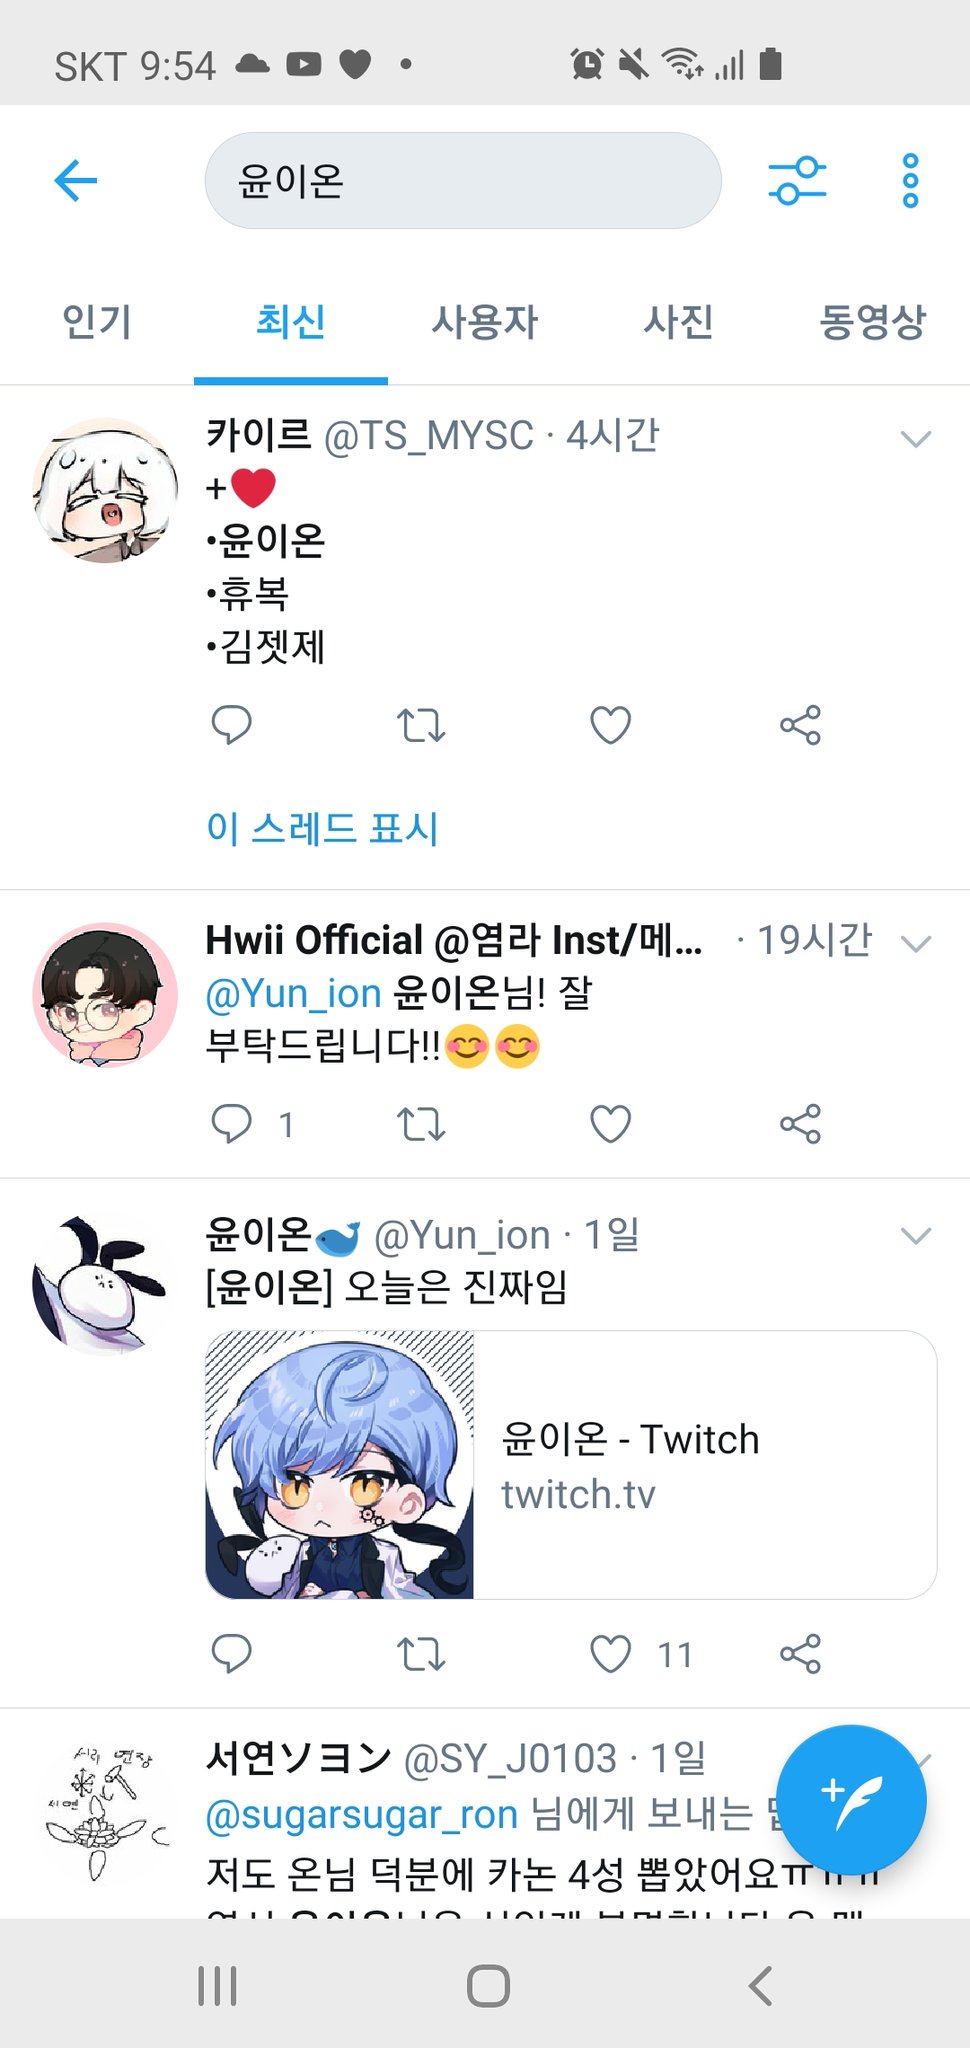 SKT 9:54
윤이온
인기 최신 사용자 사진 동영상
카이르 @TS_MYSC · 4시간
+❤
•윤이온
•휴복
•김젯제
이 스레드 표시
Hwii Official @염라 Inst/메... · 19시간
@Yun_ion 윤이온님! 잘
부탁드립니다!!😊😊
1
윤이온🐳 @Yun_ion · 1일
[윤이온] 오늘은 진짜임
윤이온 - Twitch
twitch.tv
11
서연ソヨン @SY_J0103 · 1일
@sugarsugar_ron 님에게 보내는
저도 온님 덕분에 카논 4성 뽑았어요ㅠㅠㅠ